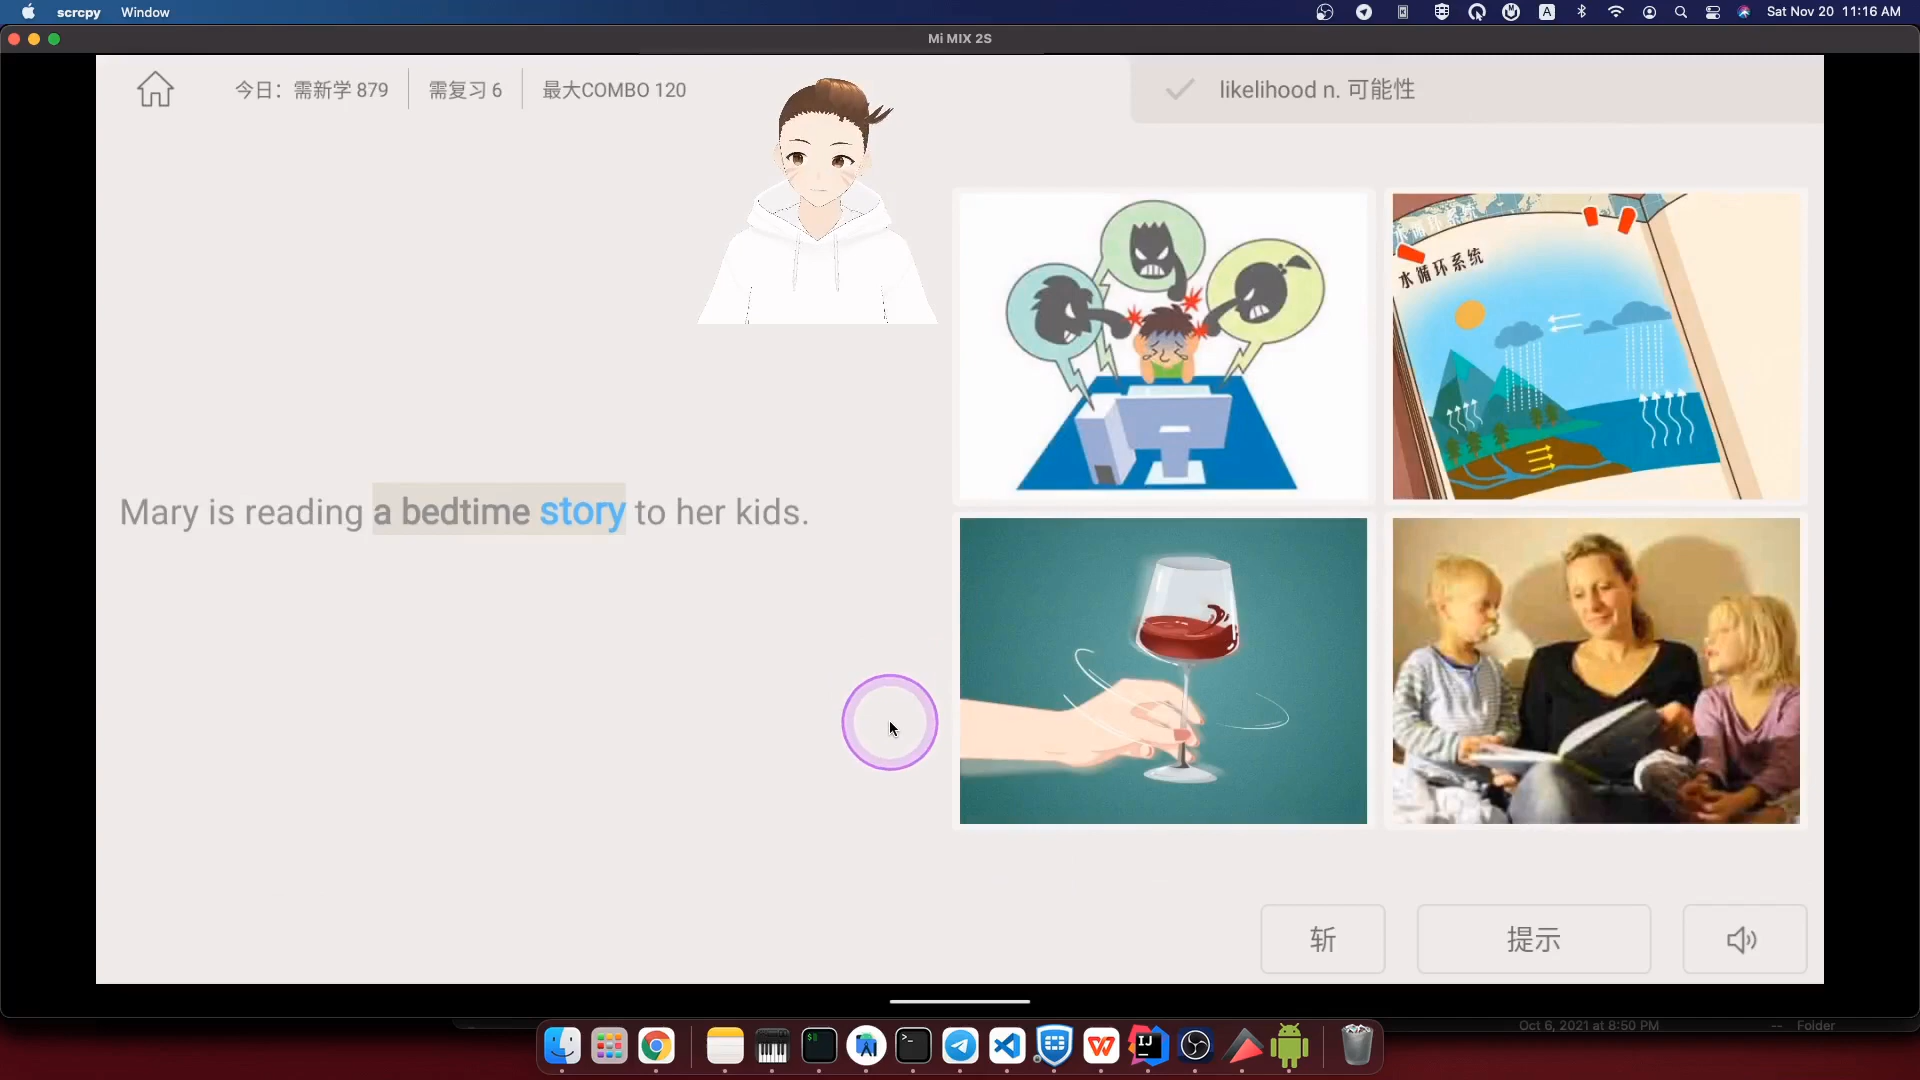 scrcpy Window
A
Sat Nov 20 11:16 AM
Mi MIX 2S
今日：需新学 879
需复习 6
最大COMBO 120
likelihood n. 可能性
水循环系统
Mary is reading a bedtime story to her kids.
斩
提示
Oct 6, 2021 at 8:50 PM -- Folder
IJ